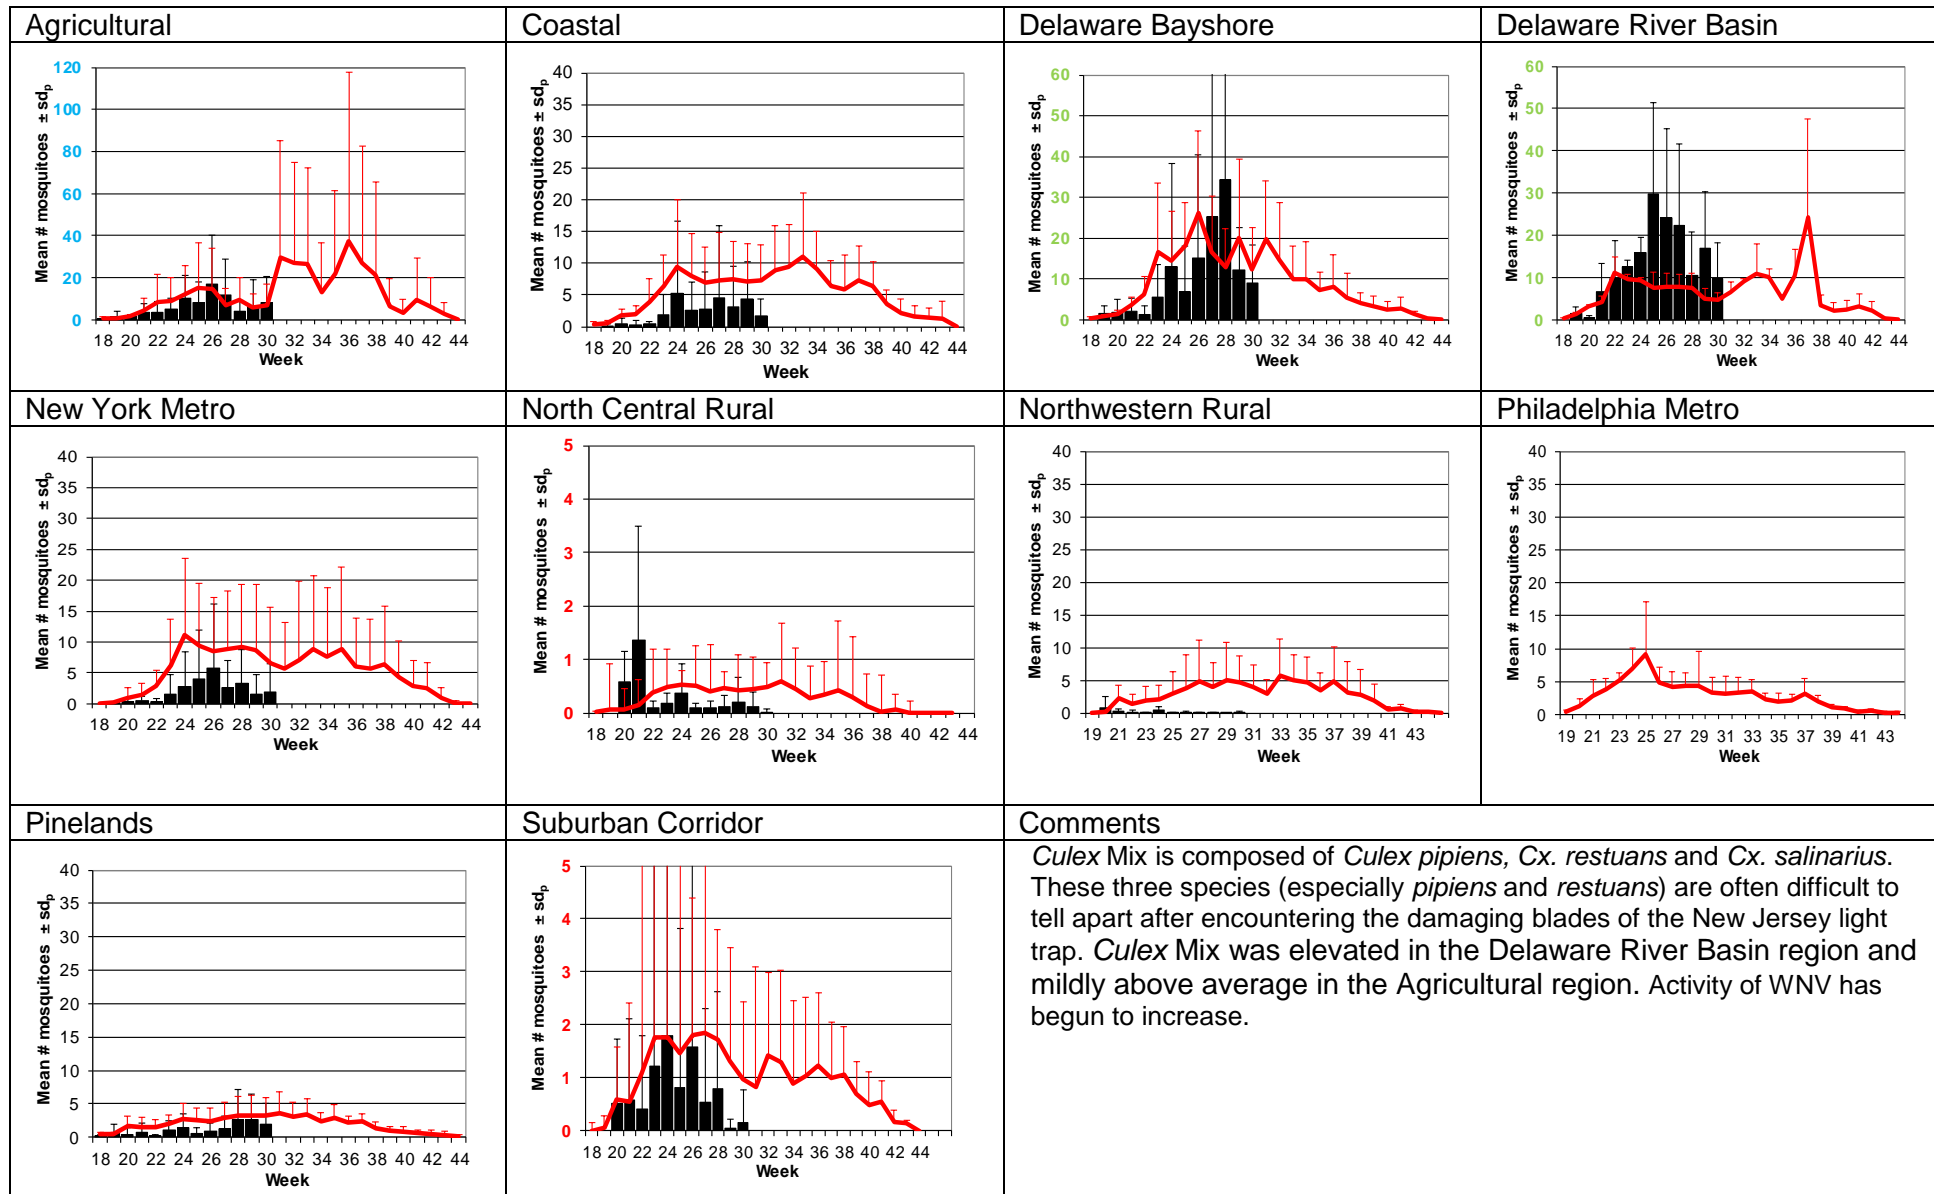 Agricultural
Coastal
Delaware Bayshore
Delaware River Basin
Mean # mosquitoes ± sdp
120
100
80
60
40
20
0
18 20 22 24 26 28 30 32 34 36 38 40 42 44
Week
Mean # mosquitoes ± sdp
40
35
30
25
20
15
10
5
0
18 20 22 24 26 28 30 32 34 36 38 40 42 44
Week
Mean # mosquitoes ± sdp
60
50
40
30
20
10
0
18 20 22 24 26 28 30 32 34 36 38 40 42 44
Week
Mean # mosquitoes ± sdp
60
50
40
30
20
10
0
18 20 22 24 26 28 30 32 34 36 38 40 42 44
Week
New York Metro
North Central Rural
Northwestern Rural
Philadelphia Metro
Mean # mosquitoes ± sdp
40
35
30
25
20
15
10
5
0
18 20 22 24 26 28 30 32 34 36 38 40 42 44
Week
Mean # mosquitoes ± sdp
5
4
3
2
1
0
18 20 22 24 26 28 30 32 34 36 38 40 42 44
Week
Mean # mosquitoes ± sdp
40
35
30
25
20
15
10
5
0
19 21 23 25 27 29 31 33 35 37 39 41 43
Week
Mean # mosquitoes ± sdp
40
35
30
25
20
15
10
5
0
19 21 23 25 27 29 31 33 35 37 39 41 43
Week
Pinelands
Suburban Corridor
Comments
Mean # mosquitoes ± sdp
40
35
30
25
20
15
10
5
0
18 20 22 24 26 28 30 32 34 36 38 40 42 44
Week
Mean # mosquitoes ± sdp
5
4
3
2
1
0
18 20 22 24 26 28 30 32 34 36 38 40 42 44
Week
Culex Mix is composed of Culex pipiens, Cx. restuans and Cx. salinarius.
These three species (especially pipiens and restuans) are often difficult to
tell apart after encountering the damaging blades of the New Jersey light
trap. Culex Mix was elevated in the Delaware River Basin region and
mildly above average in the Agricultural region. Activity of WNV has
begun to increase.